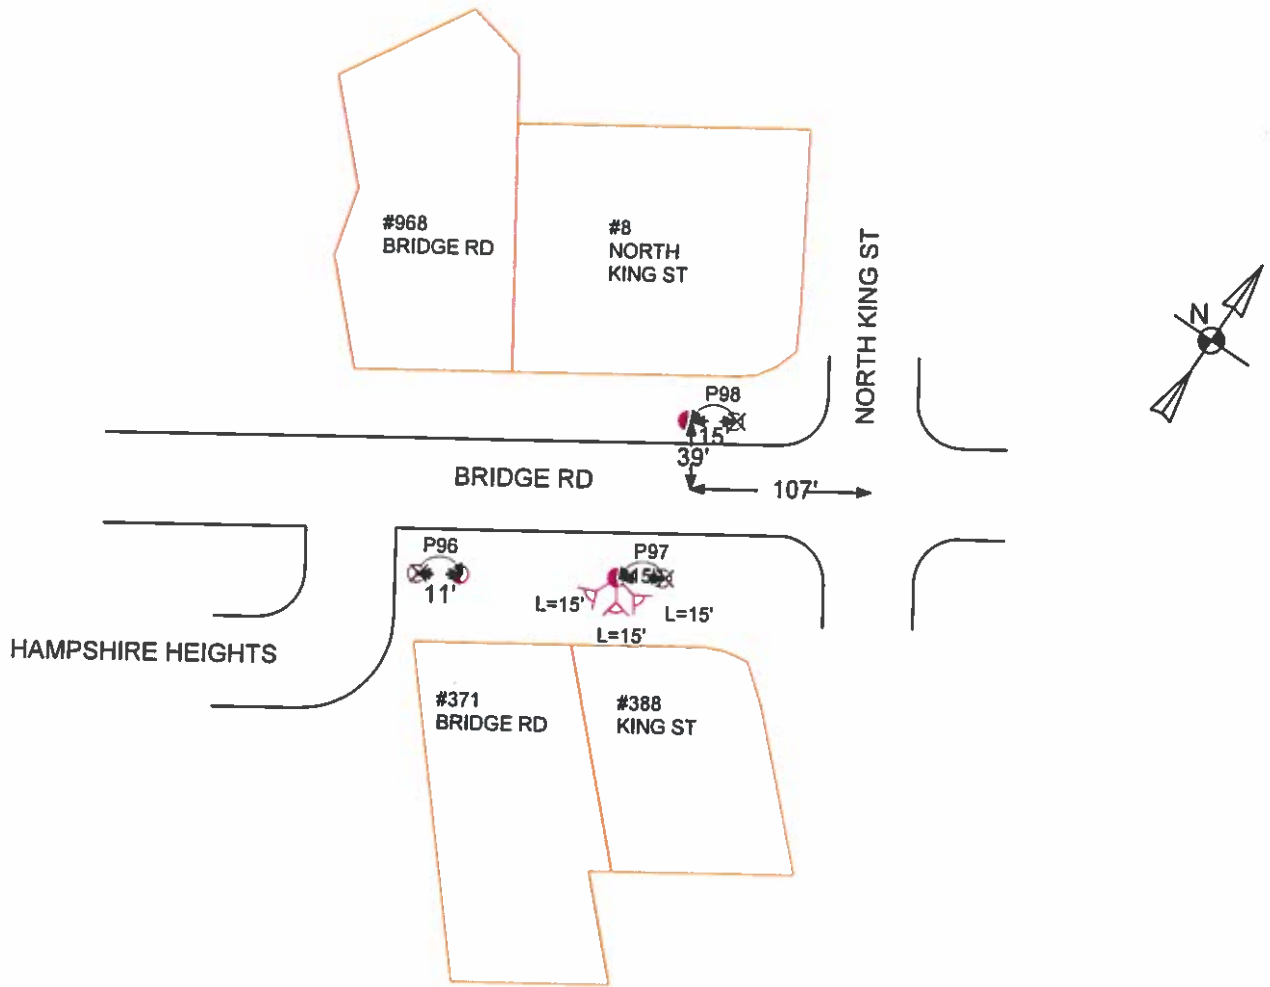 #968
BRIDGE RD
#8
NORTH
KING ST
NORTH KING ST
N
P98
15'
39'
107'
BRIDGE RD
P96
11'
P97
15'
L=15'
L=15'
L=15'
HAMPSHIRE HEIGHTS
#371
BRIDGE RD
#388
KING ST